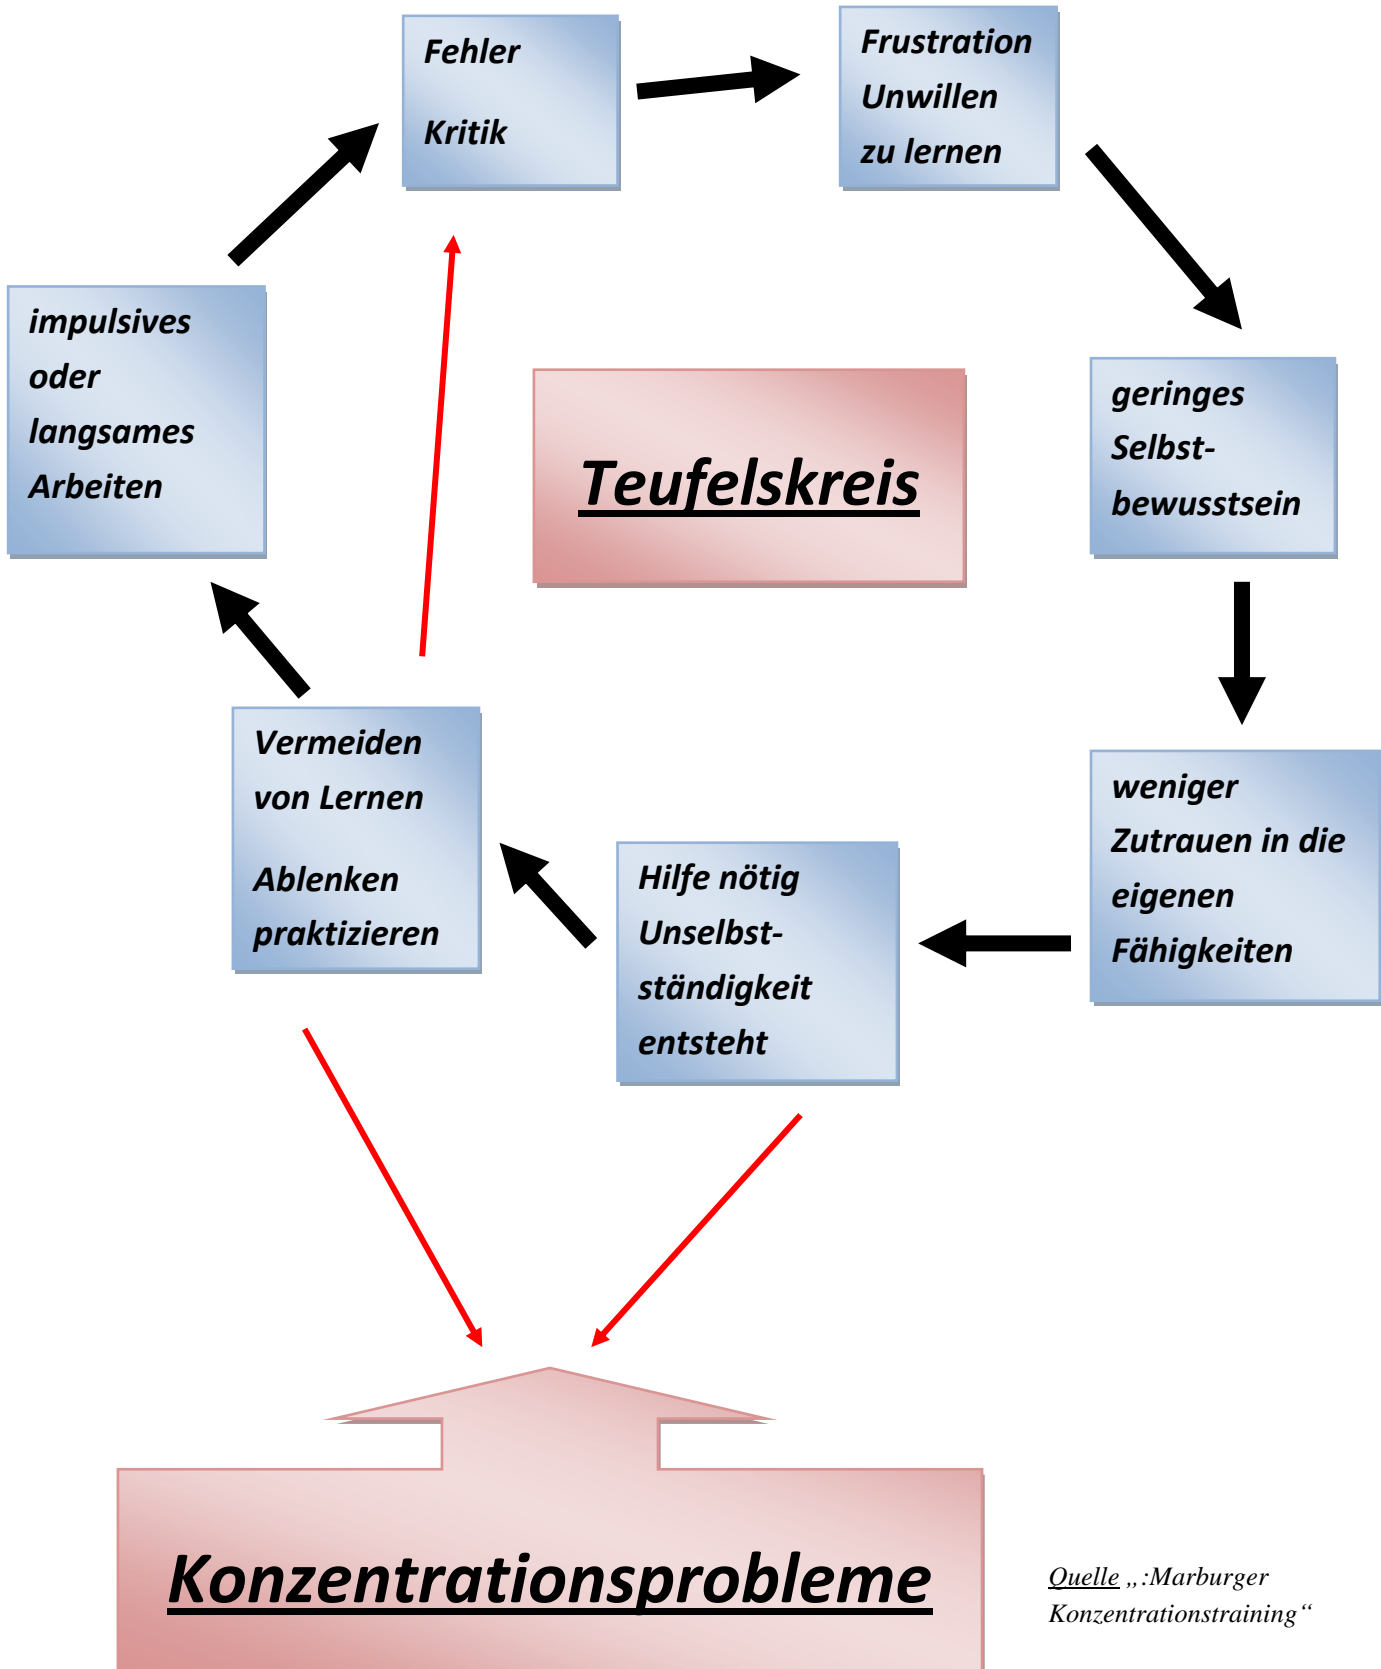 Fehler
Kritik
Frustration
Unwillen
zu lernen
impulsives
oder
langsames
Arbeiten
Teufelskreis
geringes
Selbst-
bewusstsein
Vermeiden
von Lernen
Ablenken
praktizieren
Hilfe nötig
Unselbst-
ständigkeit
entsteht
weniger
Zutrauen in die
eigenen
Fähigkeiten
Konzentrationsprobleme
Quelle „:Marburger
Konzentrationstraining“